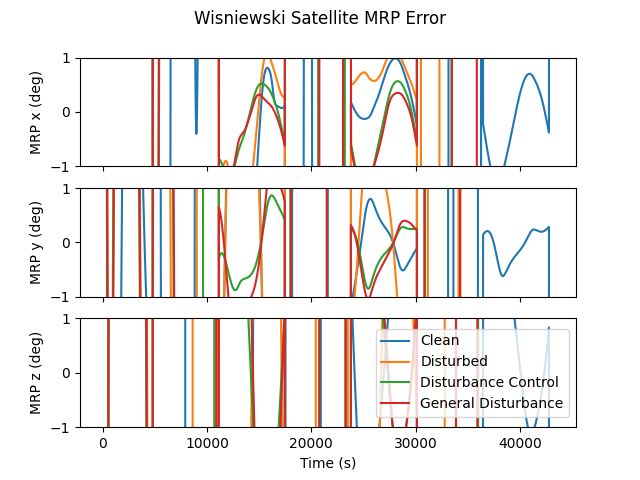 Wisniewski Satellite MRP Error
MRP x (deg)
1
0
−1
MRP y (deg)
1
0
−1
MRP z (deg)
1
0
−1
Clean
Disturbed
Disturbance Control
General Disturbance
0 10000 20000 30000 40000
Time (s)